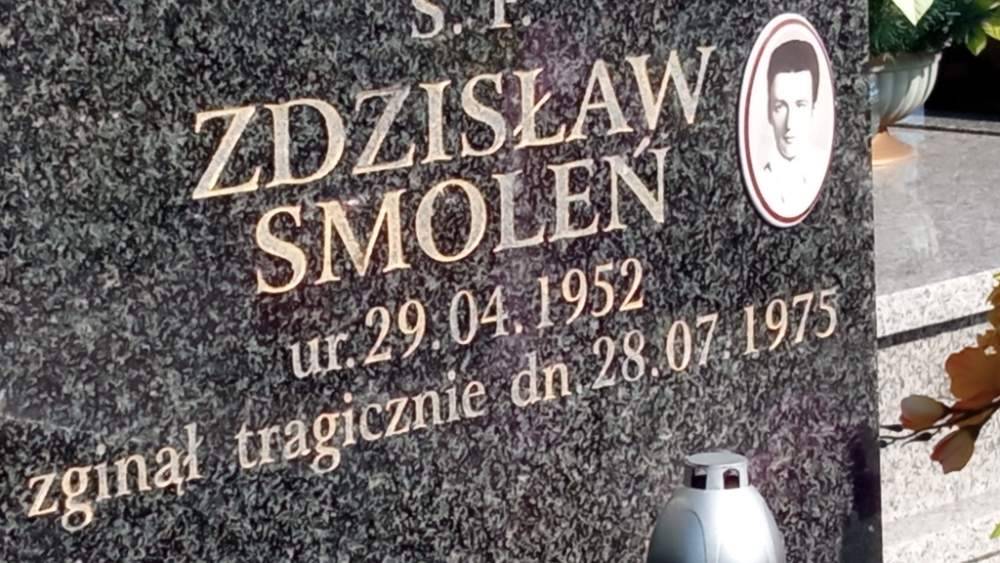 Ś. P.
ZDZISŁAW
SMOLEŃ
ur. 29.04.1952
zginął tragicznie dn. 28.07.1975